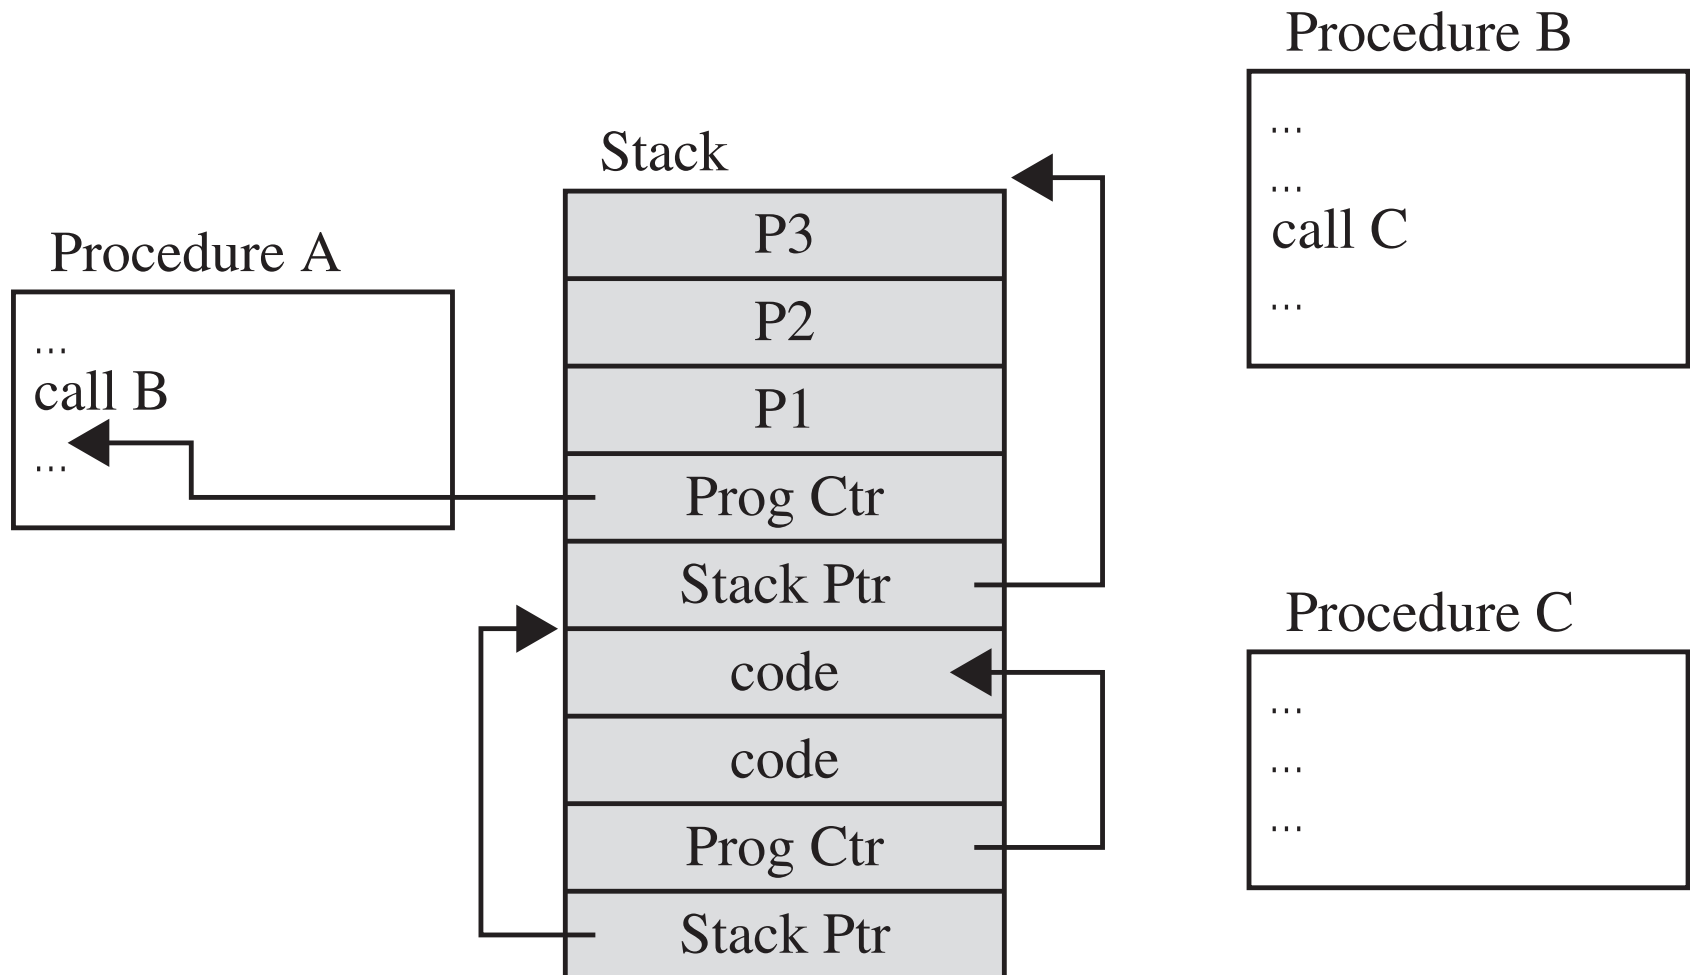 Procedure A
...
call B
...
Stack
P3
P2
P1
Prog Ctr
Stack Ptr
code
code
Prog Ctr
Stack Ptr
Procedure B
...
...
call C
...
Procedure C
...
...
...